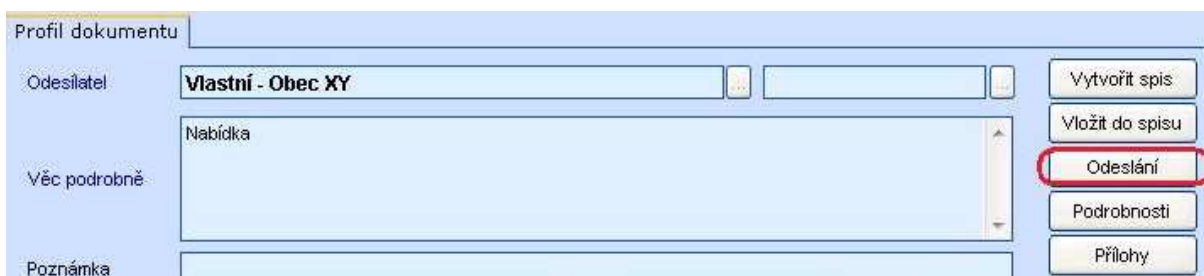 Profil dokumentu
Odesílatel
Vlastní - Obec XY
...
...
Vytvořit spis
Vložit do spisu
Věc podrobně
Nabídka
Odeslání
Podrobnosti
Přílohy
Poznámka